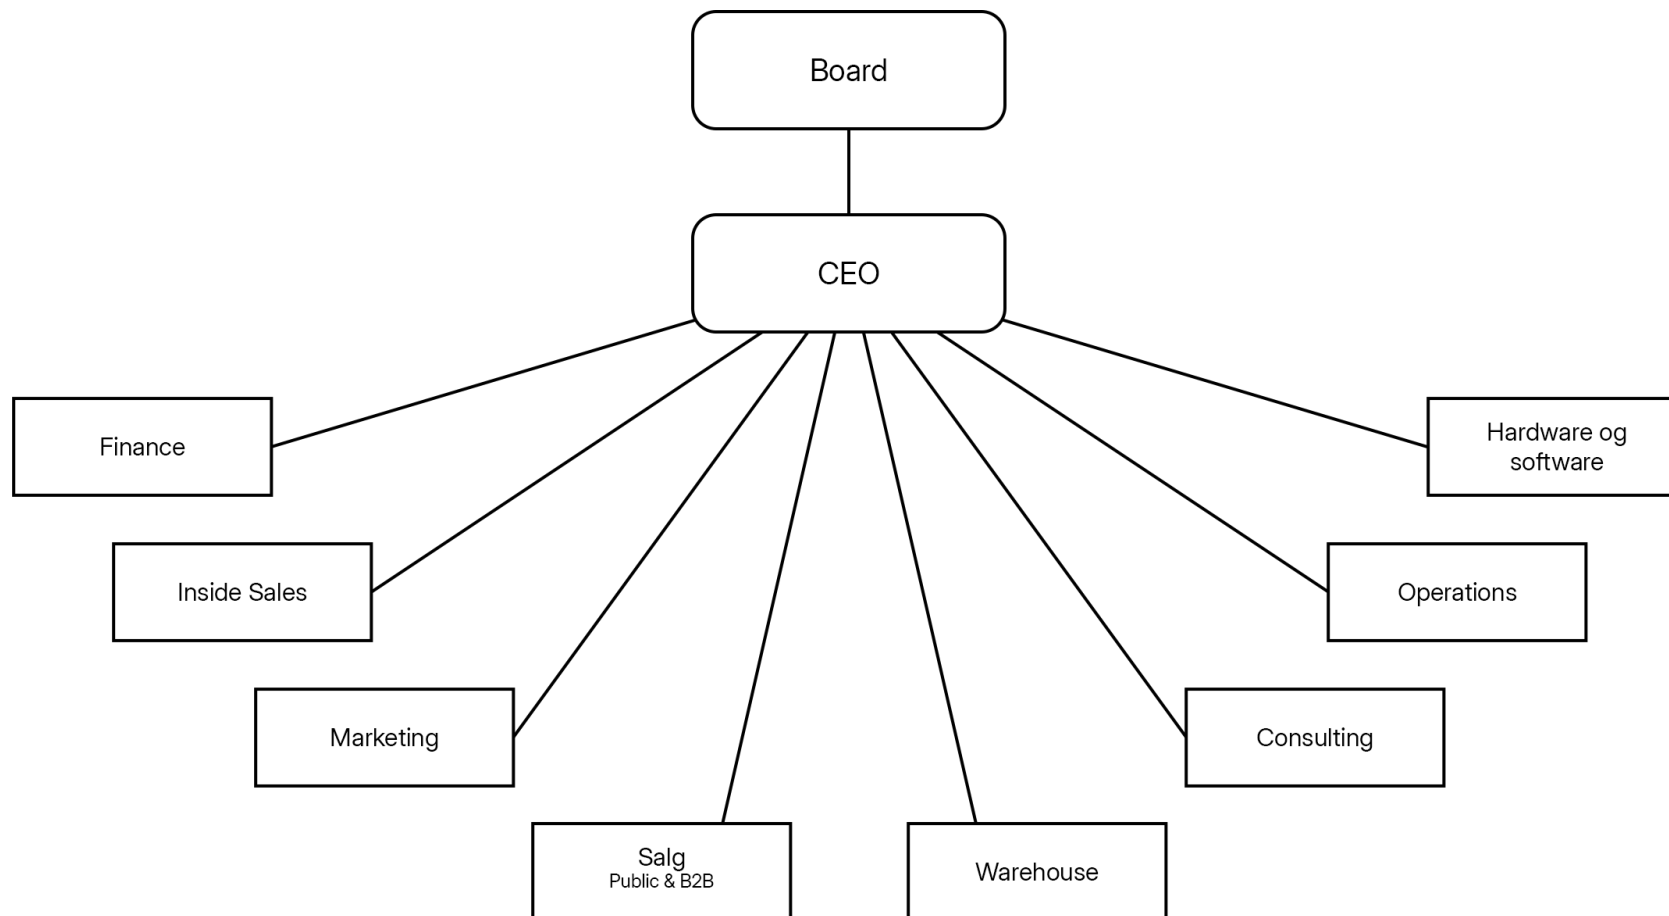 Board
CEO
Finance
Hardware og
software
Inside Sales
Operations
Marketing
Consulting
Salg
Public & B2B
Warehouse